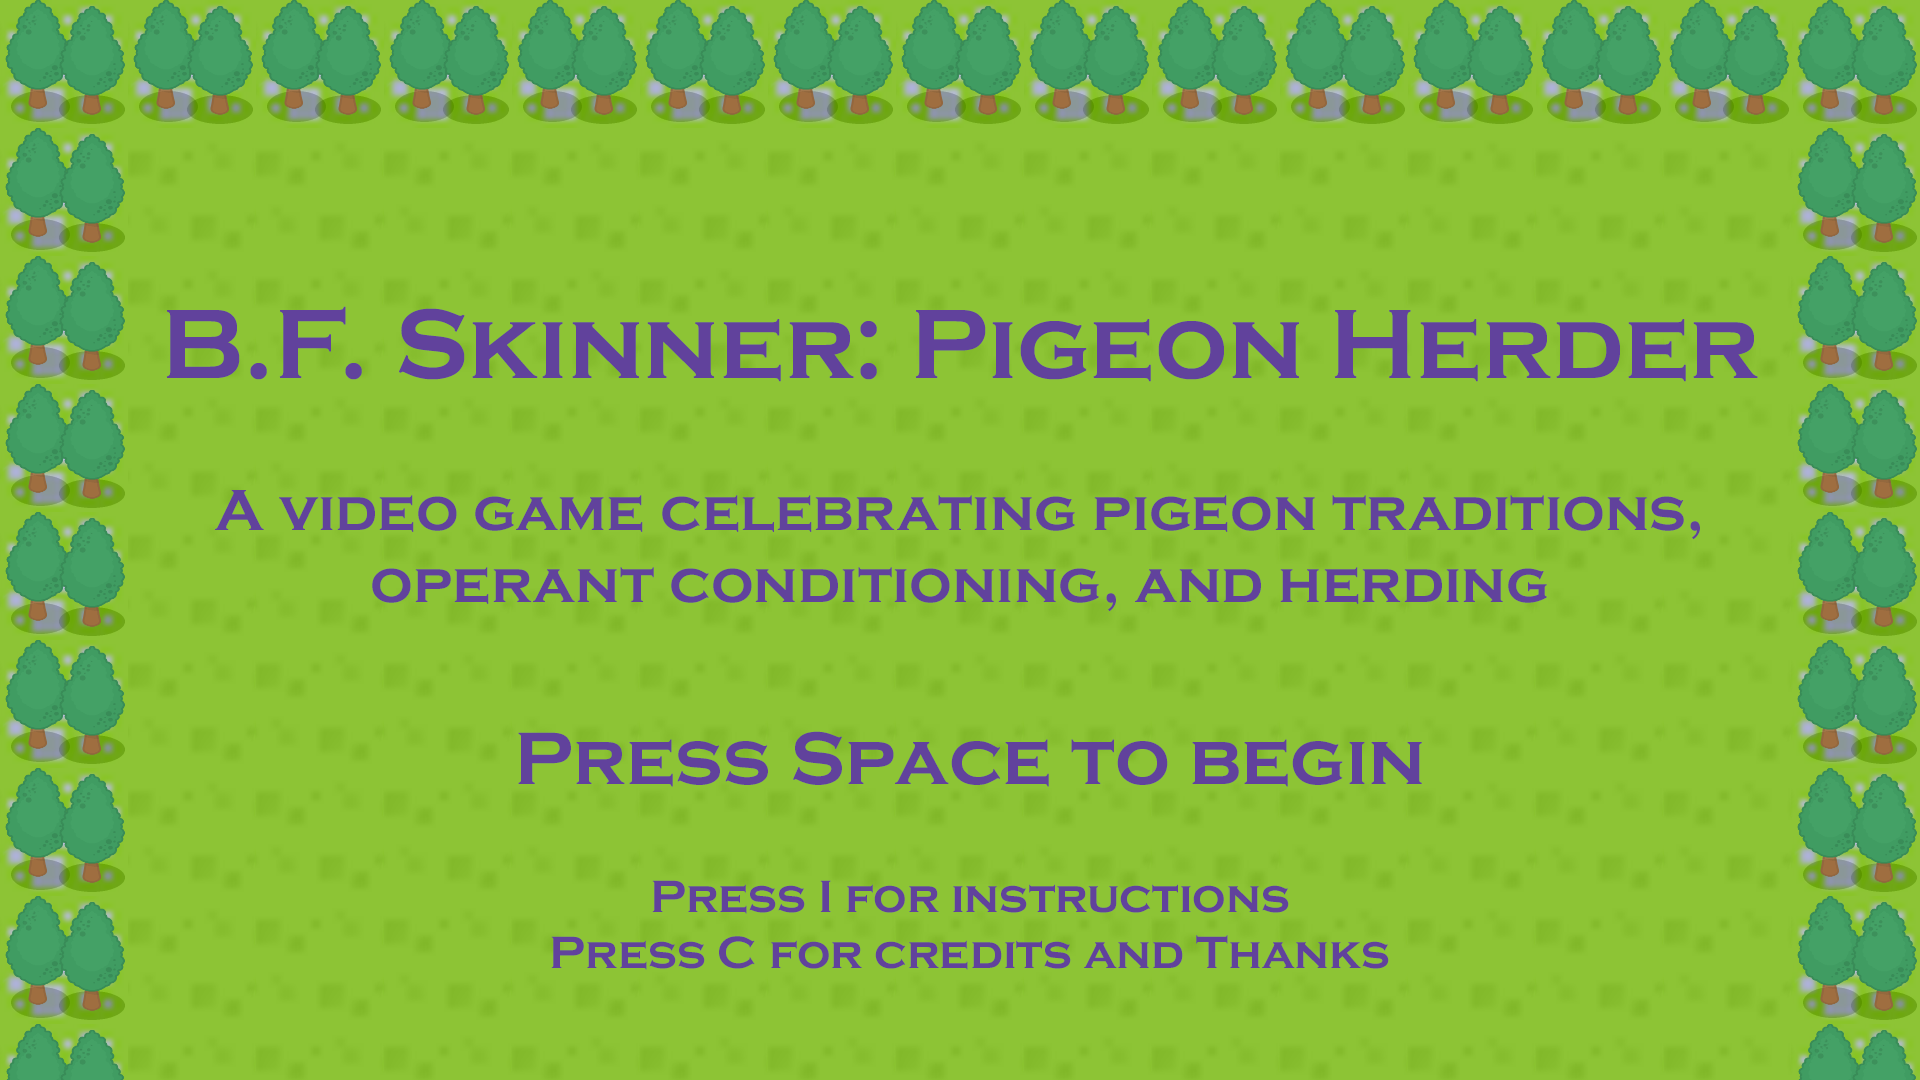 B.F. Skinner: Pigeon Herder
A video game celebrating pigeon traditions,
operant conditioning, and herding
Press Space to begin
Press I for instructions
Press C for credits and Thanks